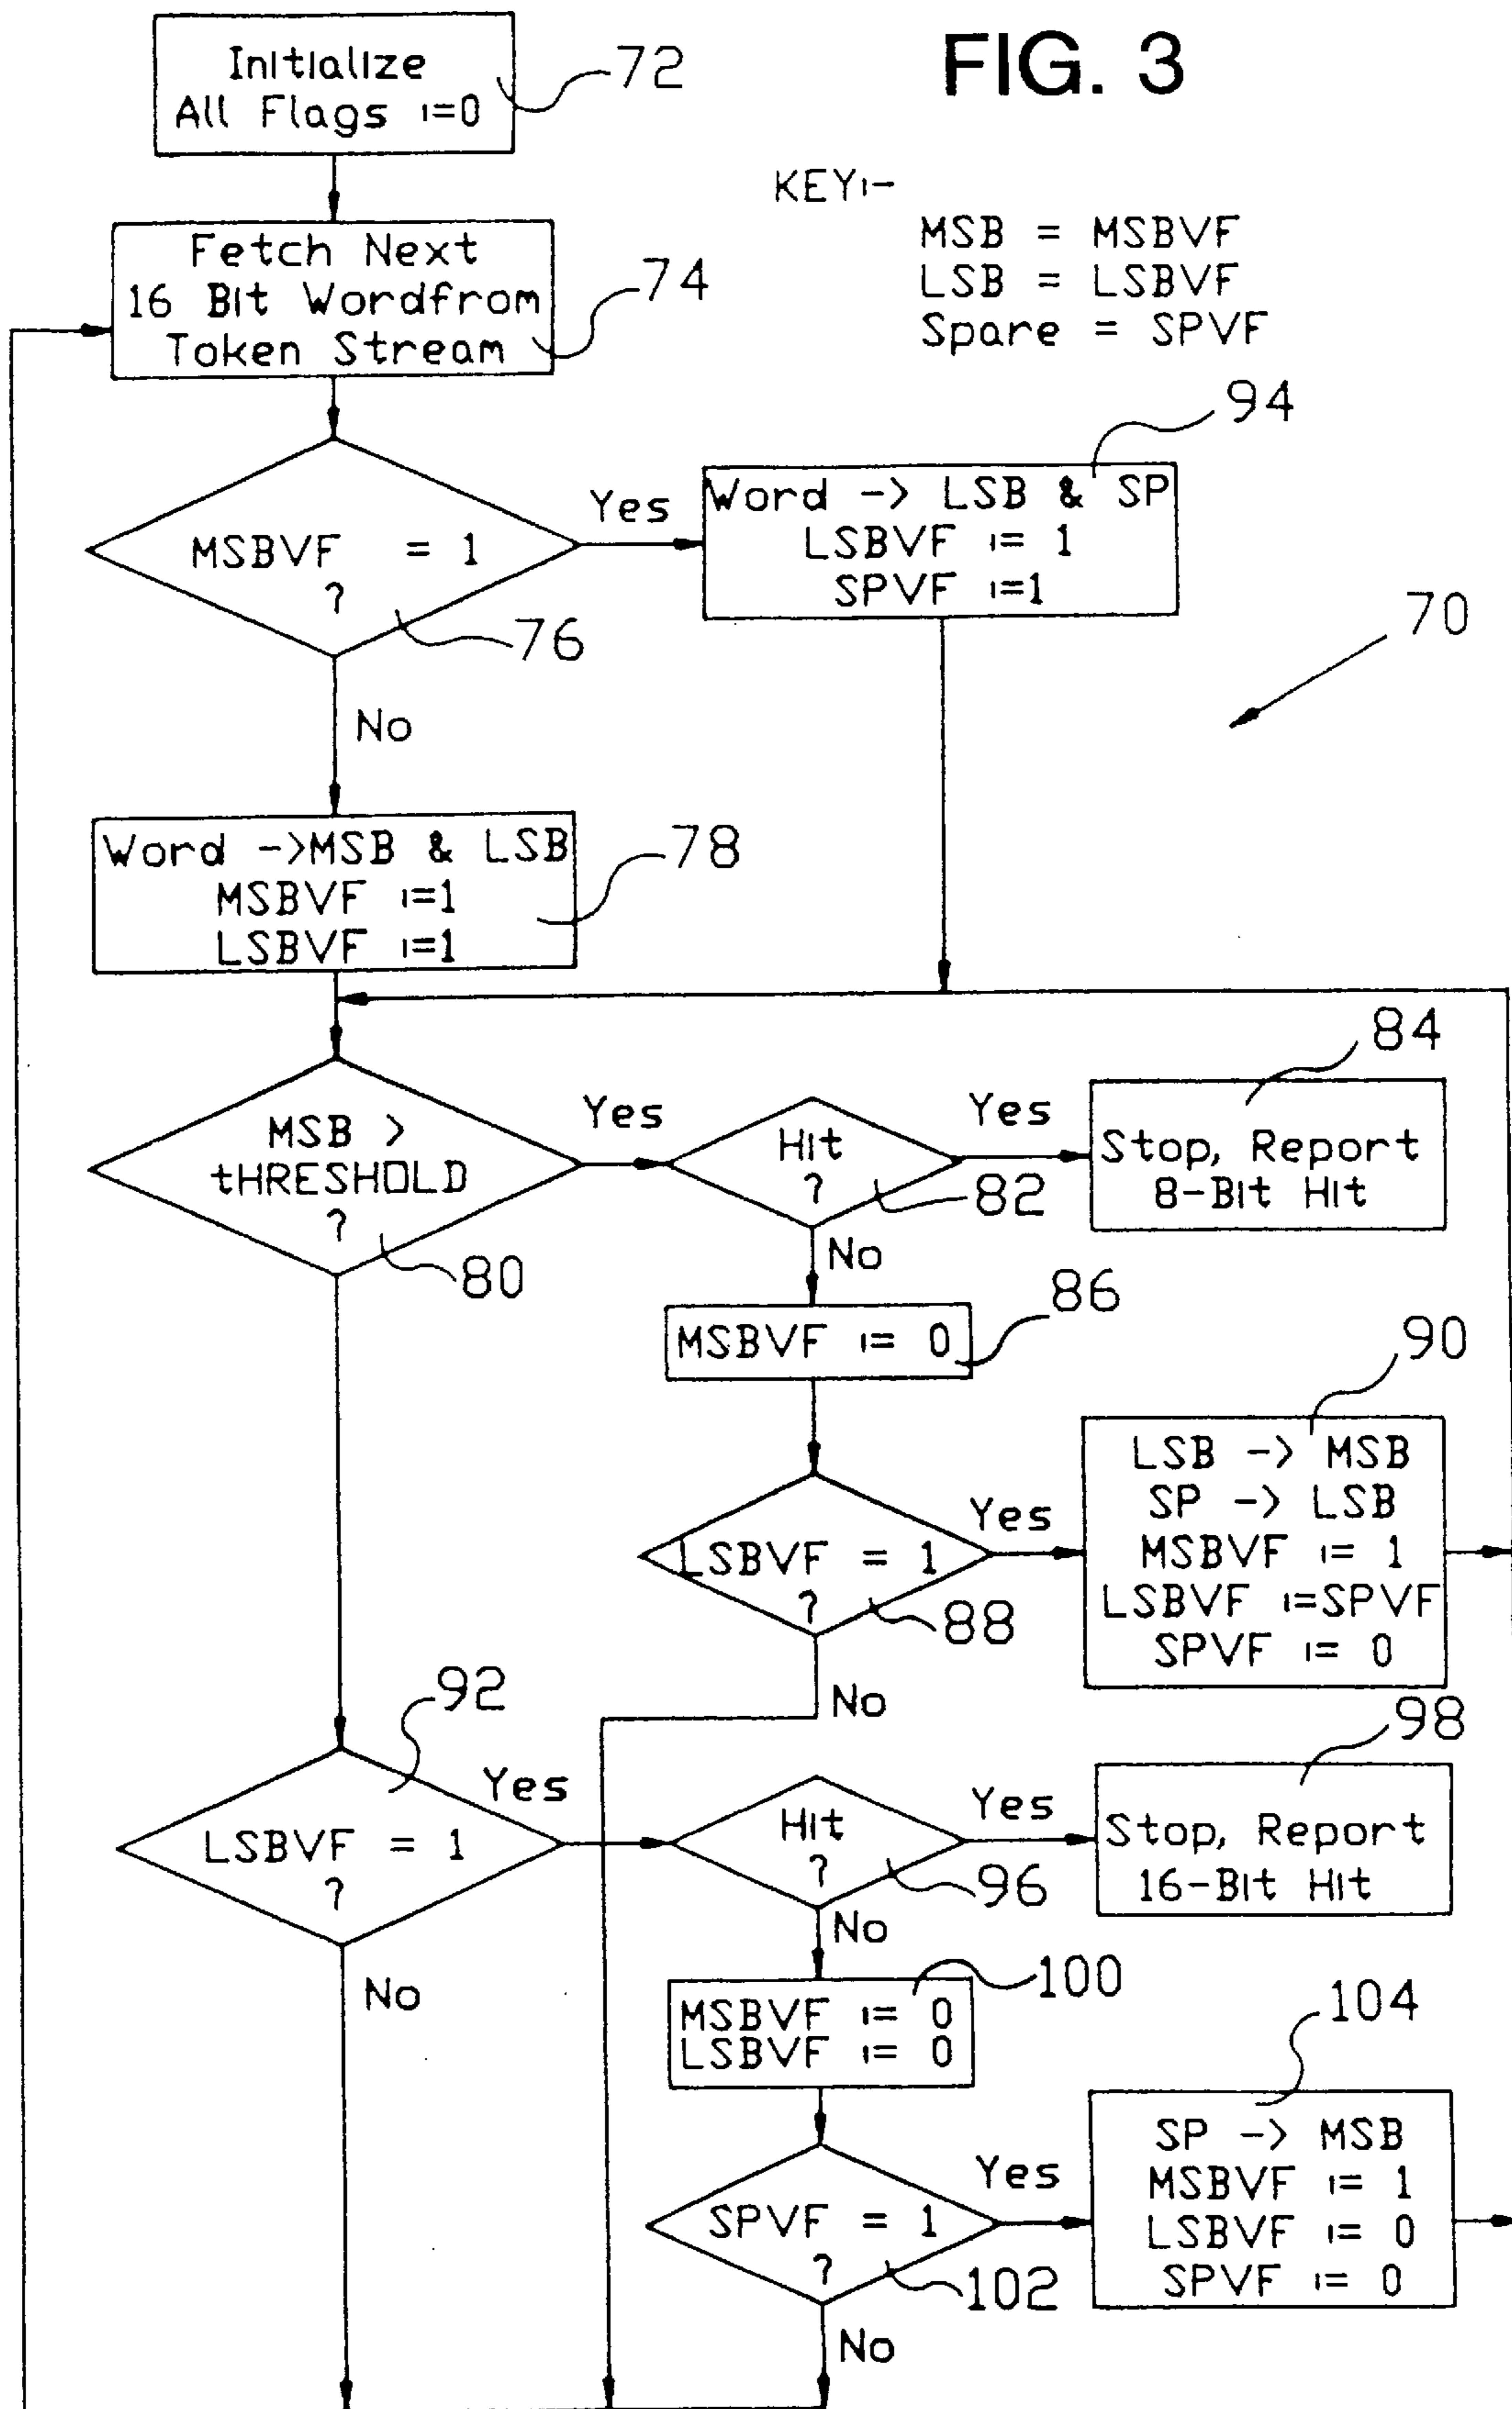 FIG. 3
Initialize
All Flags := 0
72
KEY:-
MSB = MSBVF
LSB = LSBVF
Spare = SPVF
Fetch Next
16 Bit Wordfrom
Token Stream
74
94
Word -> LSB & SP
LSBVF := 1
SPVF :=1
Yes
MSBVF = 1
?
76
70
No
Word ->MSB & LSB
MSBVF :=1
LSBVF :=1
78
84
MSB >
tHRESHOLD
?
80
Yes
Hit
?
82
Yes
Stop, Report
8-Bit Hit
No
86
MSBVF := 0
90
LSBVF = 1
?
88
Yes
LSB -> MSB
SP -> LSB
MSBVF := 1
LSBVF :=SPVF
SPVF := 0
No
92
98
LSBVF = 1
?
Yes
Hit
?
96
Yes
Stop, Report
16-Bit Hit
No
No
100
MSBVF := 0
LSBVF := 0
104
SPVF = 1
?
102
Yes
SP -> MSB
MSBVF := 1
LSBVF := 0
SPVF := 0
No